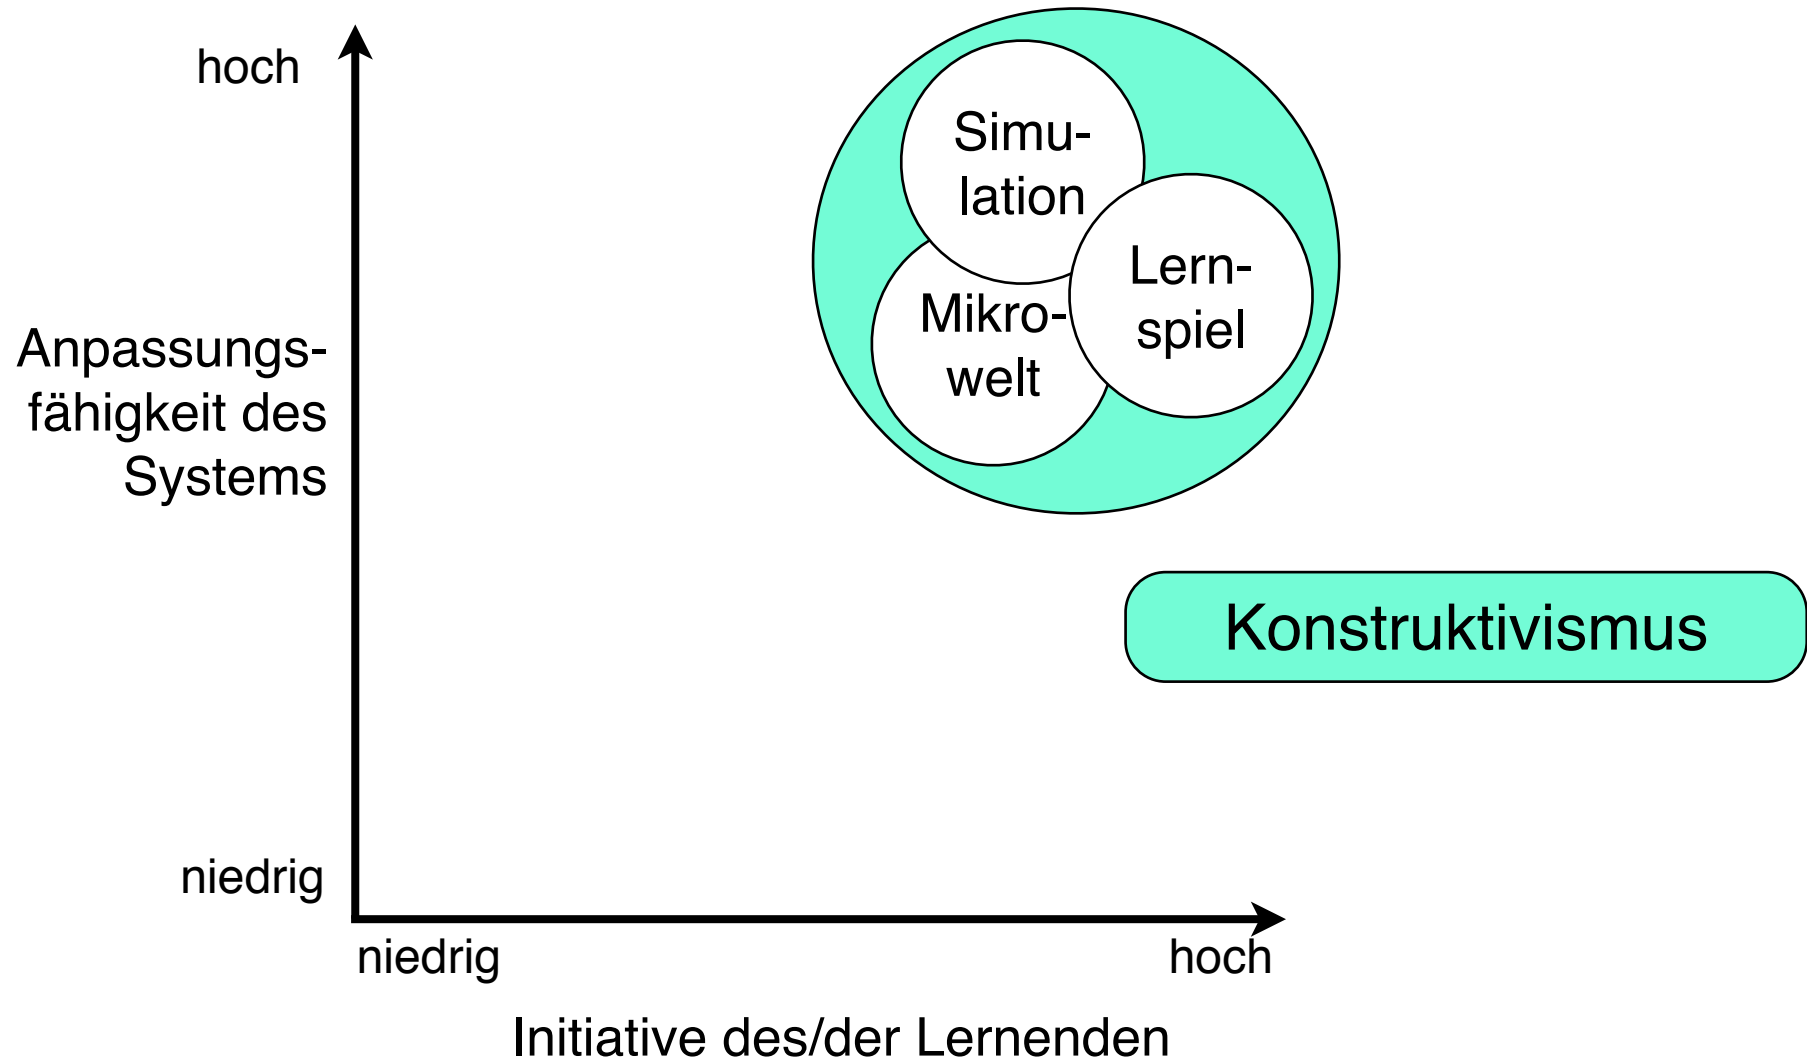 hoch
Simu-
lation
Lern-
spiel
Mikro-
welt
Anpassungs-
fähigkeit des
Systems
Konstruktivismus
niedrig
niedrig
hoch
Initiative des/der Lernenden